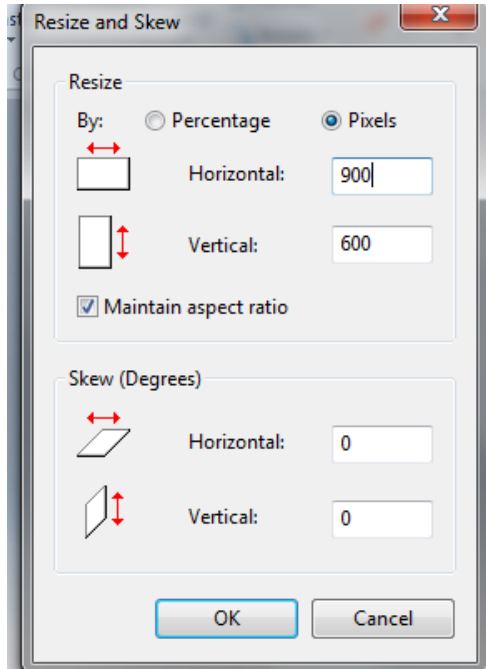 Resize and Skew
Resize
By: Percentage Pixels
Horizontal: 900
Vertical: 600
Maintain aspect ratio
Skew (Degrees)
Horizontal: 0
Vertical: 0
OK Cancel